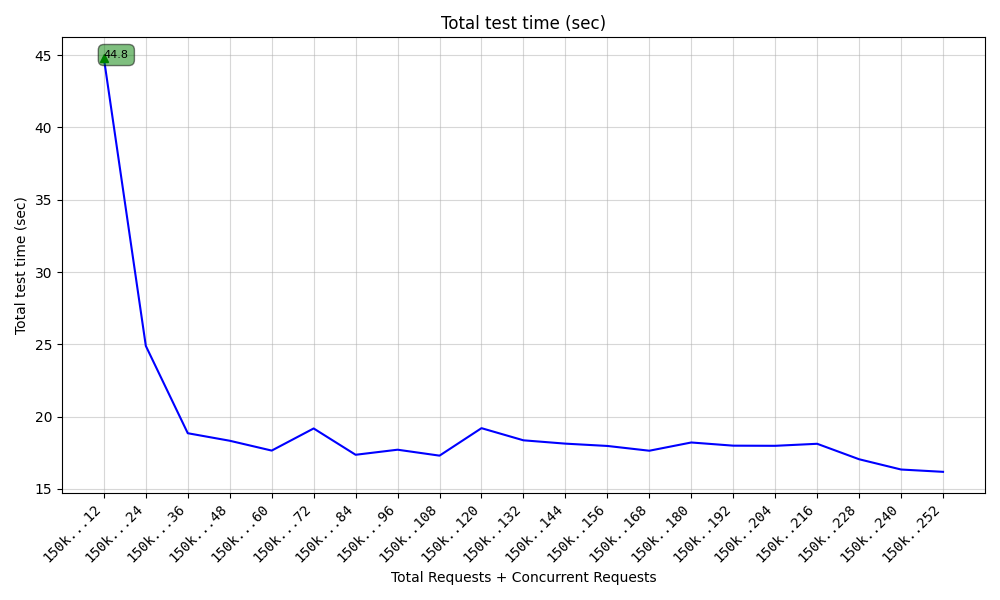 Total test time (sec)
44.8
45
40
35
30
25
20
15
Total test time (sec)
150k...12
150k...24
150k...36
150k...48
150k...60
150k...72
150k...84
150k...96
150k..108
150k..120
150k..132
150k..144
150k..156
150k..168
150k..180
150k..192
150k..204
150k..216
150k..228
150k..240
150k..252
Total Requests + Concurrent Requests